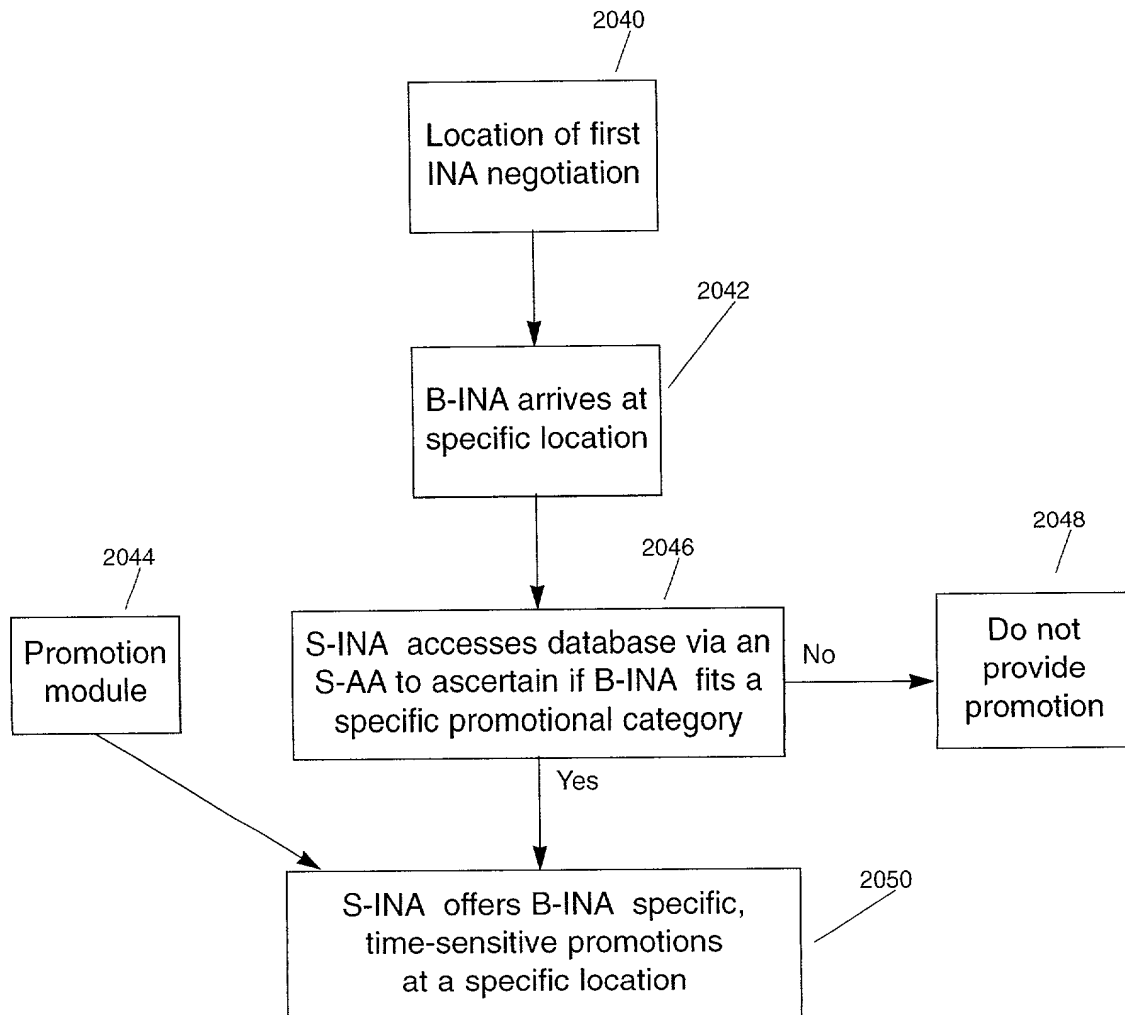 2040
Location of first
INA negotiation
2042
B-INA arrives at
specific location
2044
Promotion
module
2046
S-INA accesses database via an
S-AA to ascertain if B-INA fits a
specific promotional category
No
2048
Do not
provide
promotion
Yes
2050
S-INA offers B-INA specific,
time-sensitive promotions
at a specific location